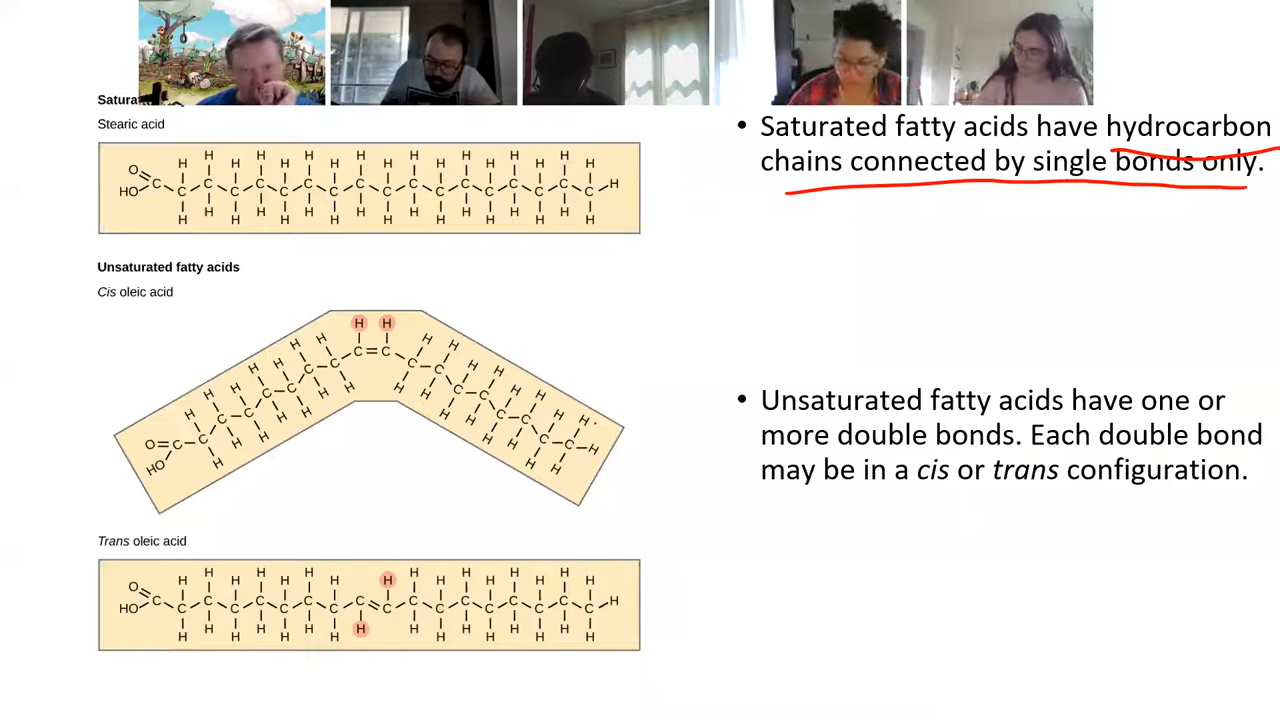 Saturat
Stearic acid
Unsaturated fatty acids
Cis oleic acid
Trans oleic acid
• Saturated fatty acids have hydrocarbon
chains connected by single bonds only.
• Unsaturated fatty acids have one or
more double bonds. Each double bond
may be in a cis or trans configuration.